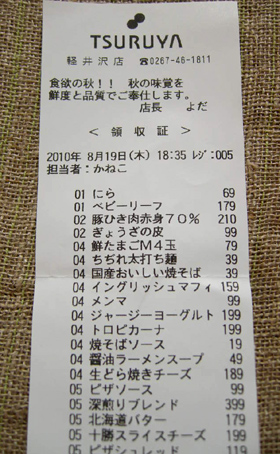 TSURUYA
軽井沢店 ☎0267-46-1811
食欲の秋！！ 秋の味覚を
鮮度と品質でご奉仕します。
店長 よだ
＜ 領 収 証 ＞
2010年 8月19日(木) 18:35 ﾚｼﾞ:005
担当者:かねこ
01 にら 69
01 ベビーリーフ 179
02 豚ひき肉赤身７０％ 210
02 ぎょうざの皮 99
04 鮮たまごＭ４玉 79
04 ちぢれ太打ち麺 39
04 国産おいしい焼そば 39
04 イングリッシュマフィ 159
04 メンマ 99
04 ジャージーヨーグルト 199
04 トロピカーナ 199
04 焼そばソース 19
04 醤油ラーメンスープ 49
04 生どら焼きチーズ 189
05 ピザソース 99
05 深煎りブレンド 399
05 北海道バター 179
05 十勝スライスチーズ 199
05 ピザシュレッド 199